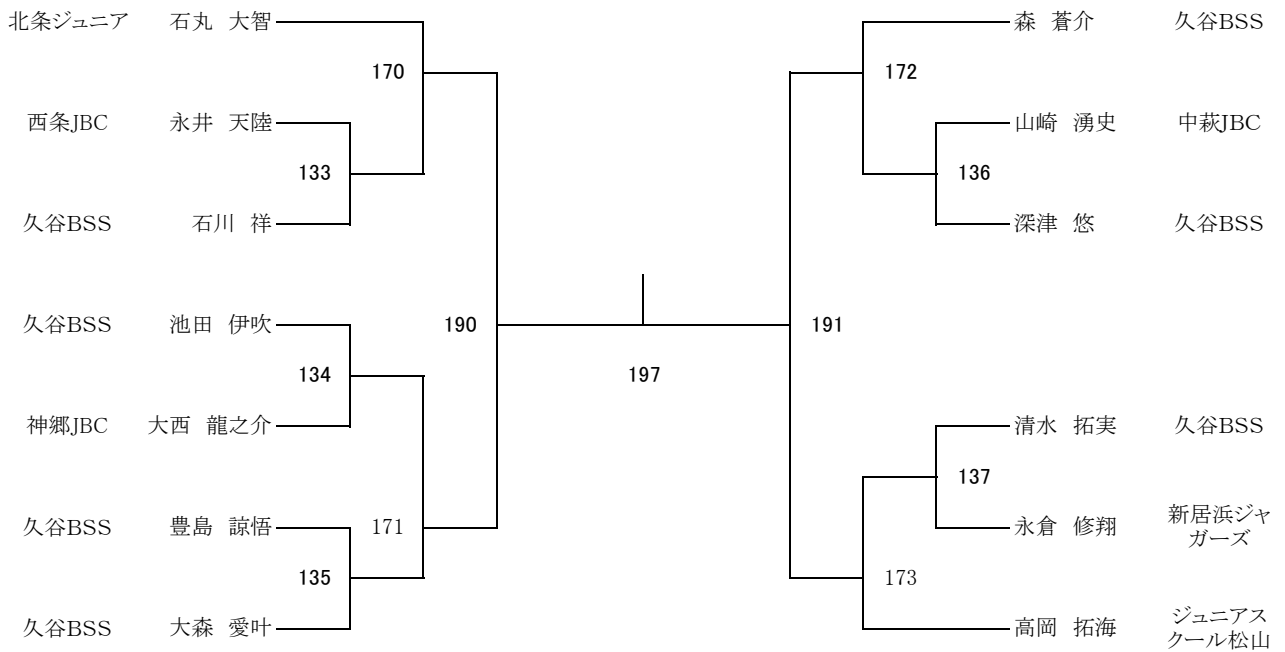 北条ジュニア 石丸 大智 森 蒼介 久谷BSS
170 172
西条JBC 永井 天陸 山崎 湧史 中萩JBC
133 136
久谷BSS 石川 祥 深津 悠 久谷BSS
久谷BSS 池田 伊吹 190 191
134 197
神郷JBC 大西 龍之介 清水 拓実 久谷BSS
137
久谷BSS 豊島 諒悟 171 永倉 修翔 新居浜ジャ
ガーズ
135 173
久谷BSS 大森 愛叶 高岡 拓海 ジュニアス
クール松山